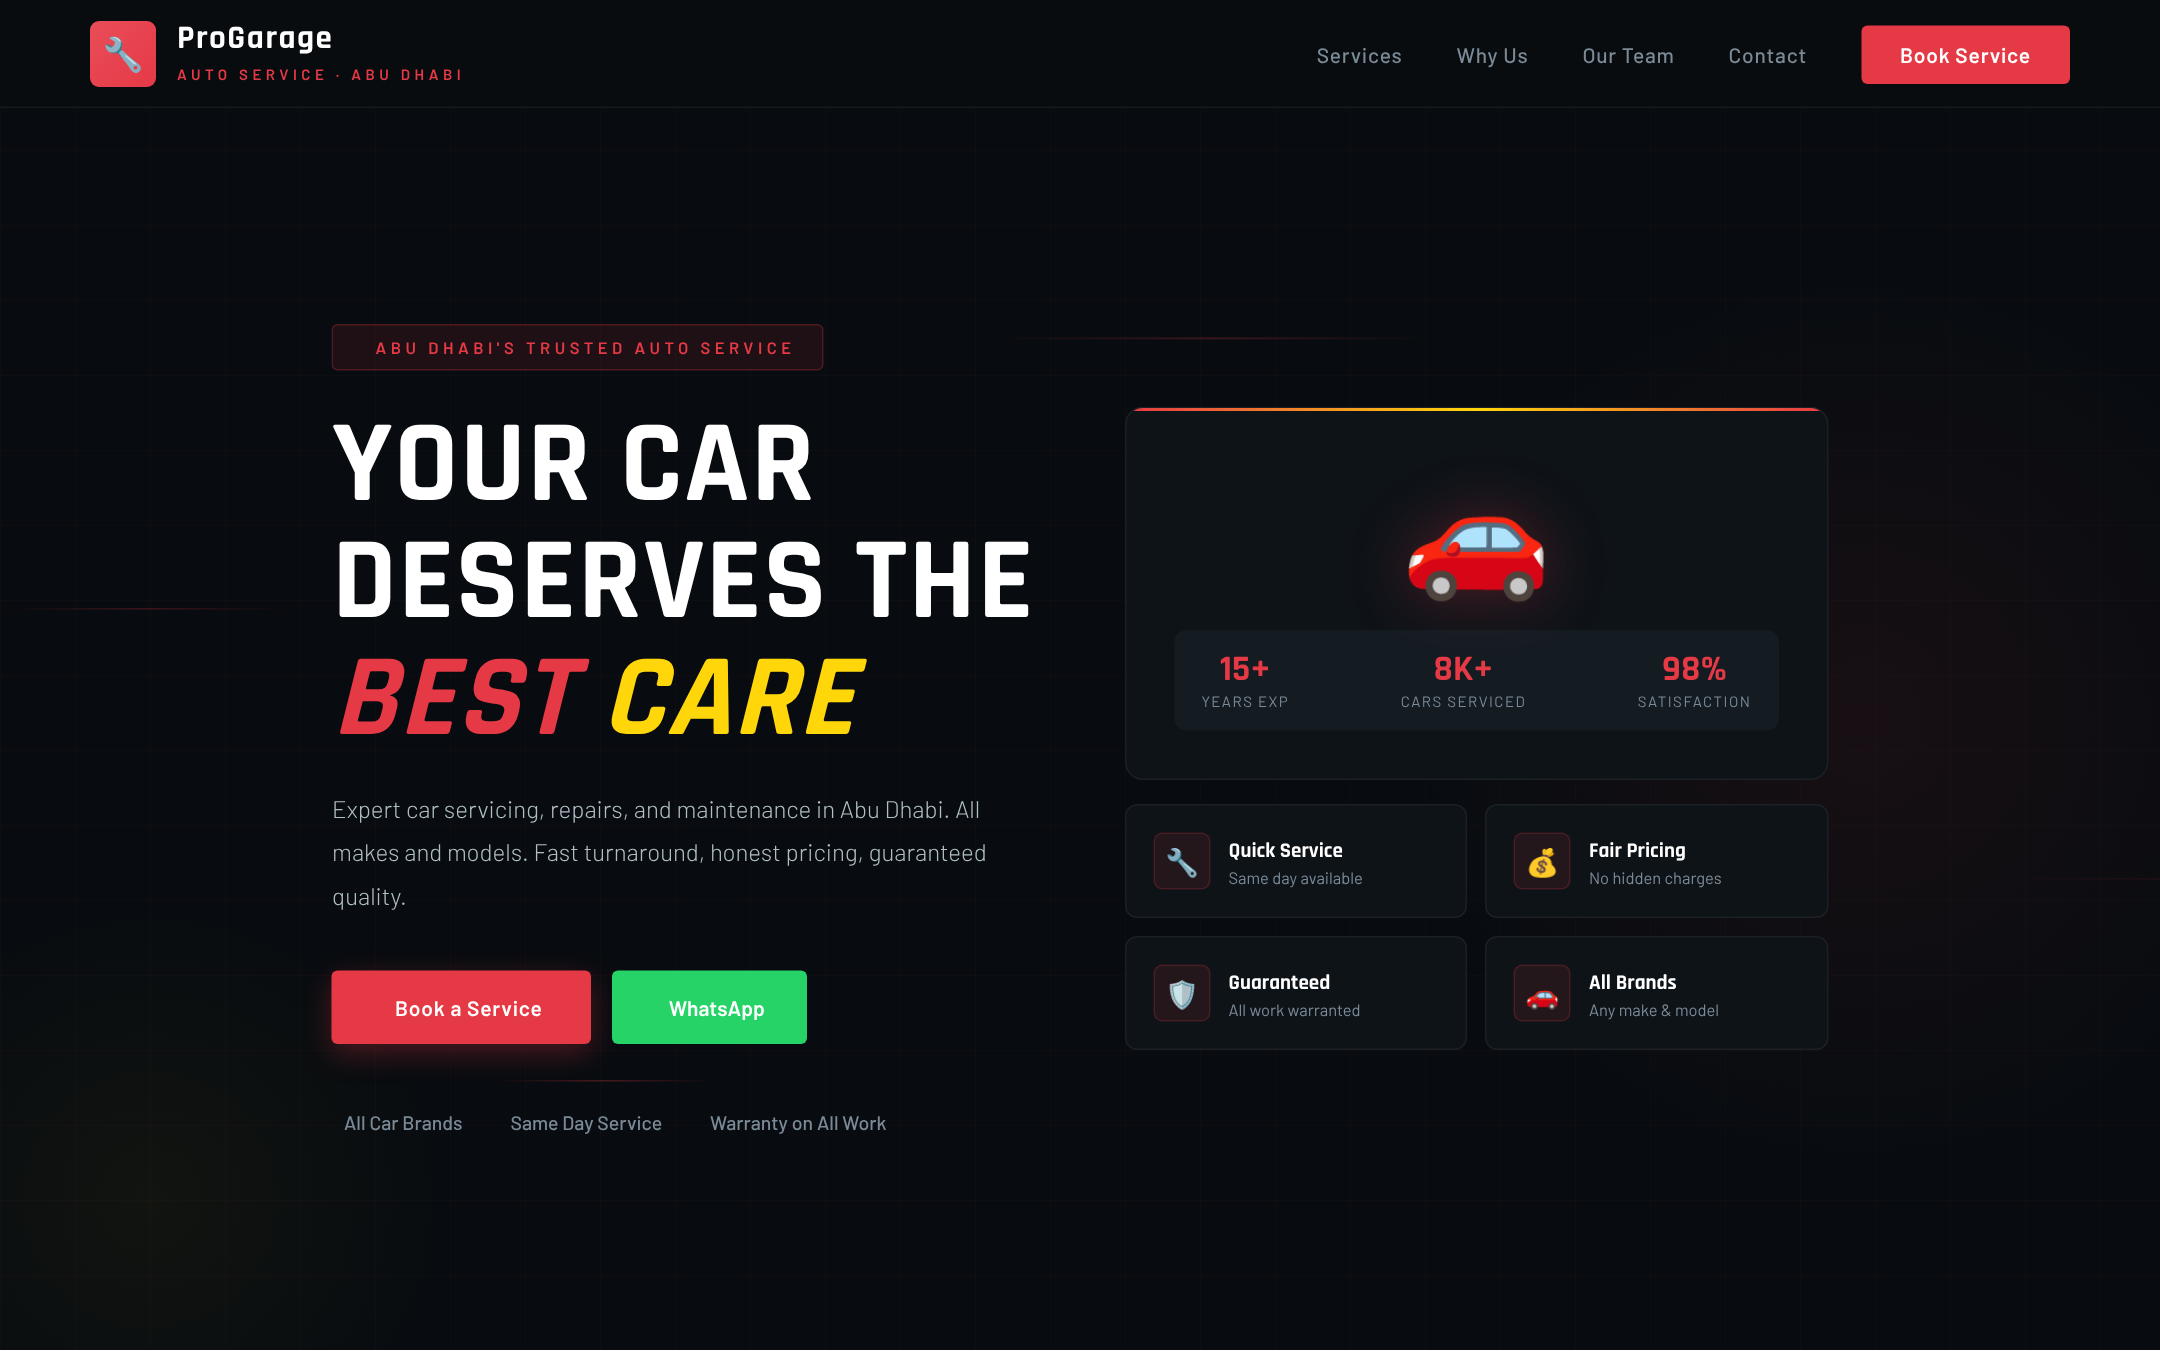 ProGarage
AUTO SERVICE · ABU DHABI
Services
Why Us
Our Team
Contact
Book Service
ABU DHABI'S TRUSTED AUTO SERVICE
YOUR CAR
DESERVES THE
BEST CARE
Expert car servicing, repairs, and maintenance in Abu Dhabi. All
makes and models. Fast turnaround, honest pricing, guaranteed
quality.
Book a Service
WhatsApp
All Car Brands
Same Day Service
Warranty on All Work
15+
YEARS EXP
8K+
CARS SERVICED
98%
SATISFACTION
Quick Service
Same day available
Fair Pricing
No hidden charges
Guaranteed
All work warranted
All Brands
Any make & model